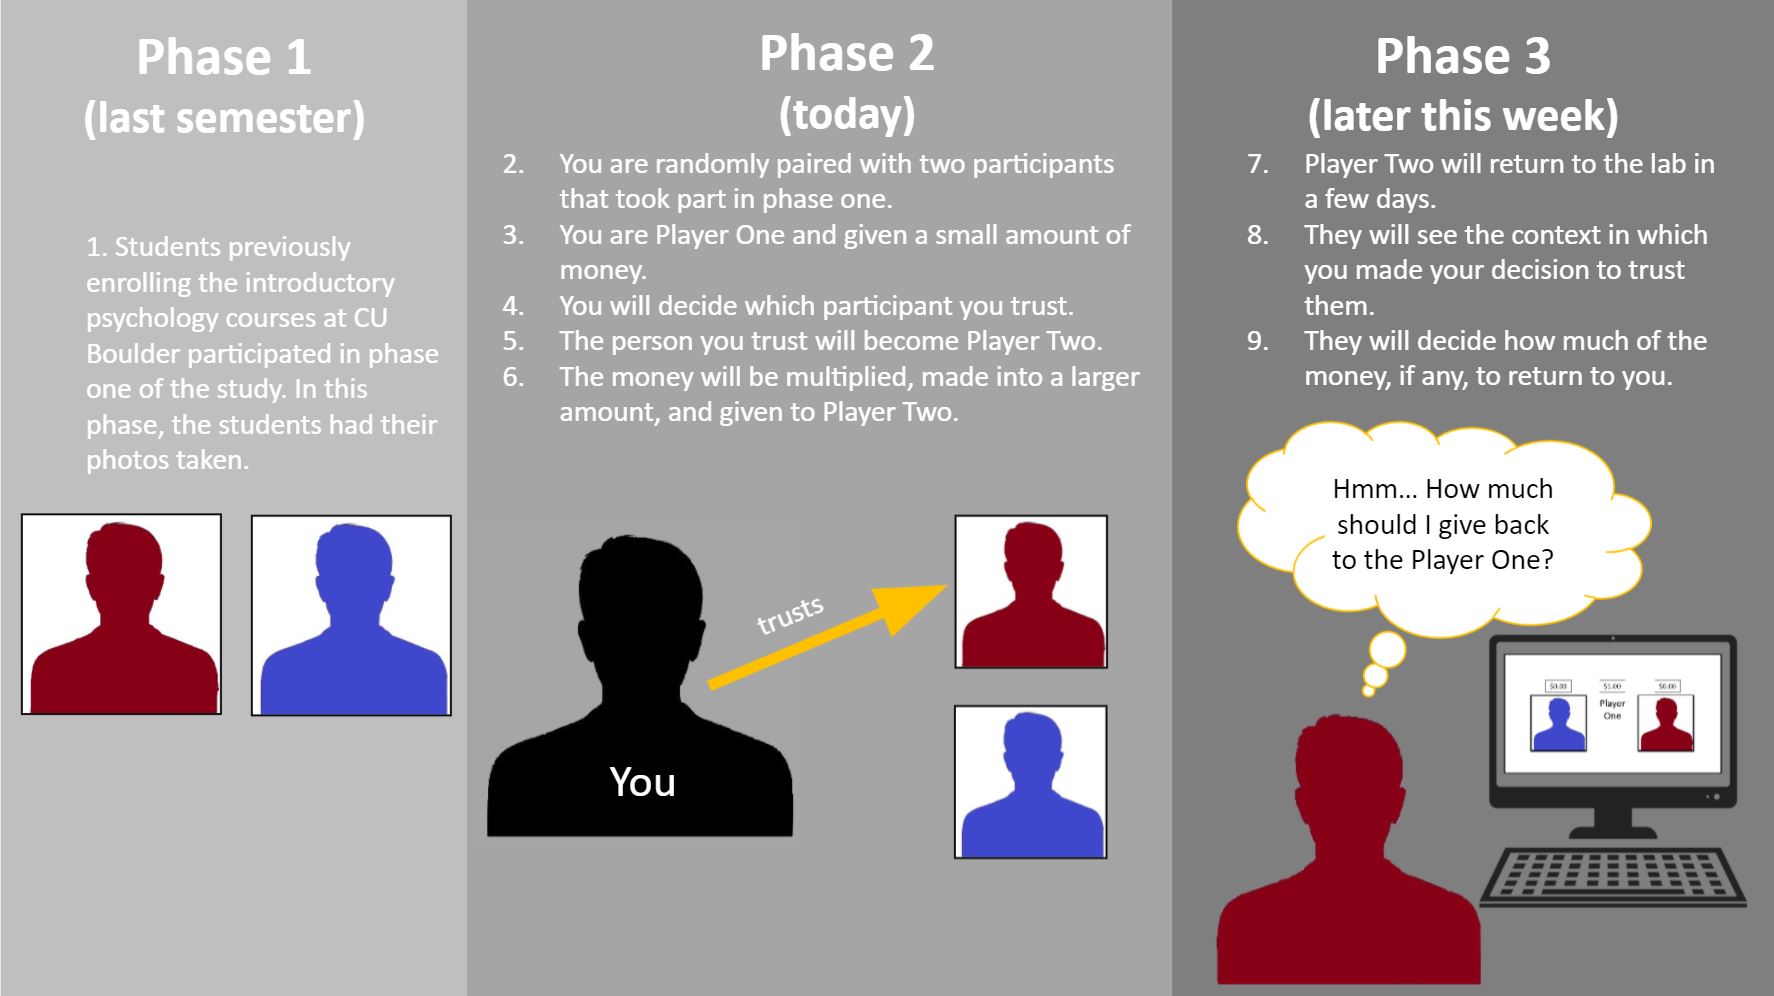 Phase 1
(last semester)
1. Students previously
enrolling the introductory
psychology courses at CU
Boulder participated in phase
one of the study. In this
phase, the students had their
photos taken.
Phase 2
(today)
2. You are randomly paired with two participants
that took part in phase one.
3. You are Player One and given a small amount of
money.
4. You will decide which participant you trust.
5. The person you trust will become Player Two.
6. The money will be multiplied, made into a larger
amount, and given to Player Two.
trusts
You
Phase 3
(later this week)
7. Player Two will return to the lab in
a few days.
8. They will see the context in which
you made your decision to trust
them.
9. They will decide how much of the
money, if any, to return to you.
Hmm... How much
should I give back
to the Player One?
$0.00 $1.00 $0.00
Player
One